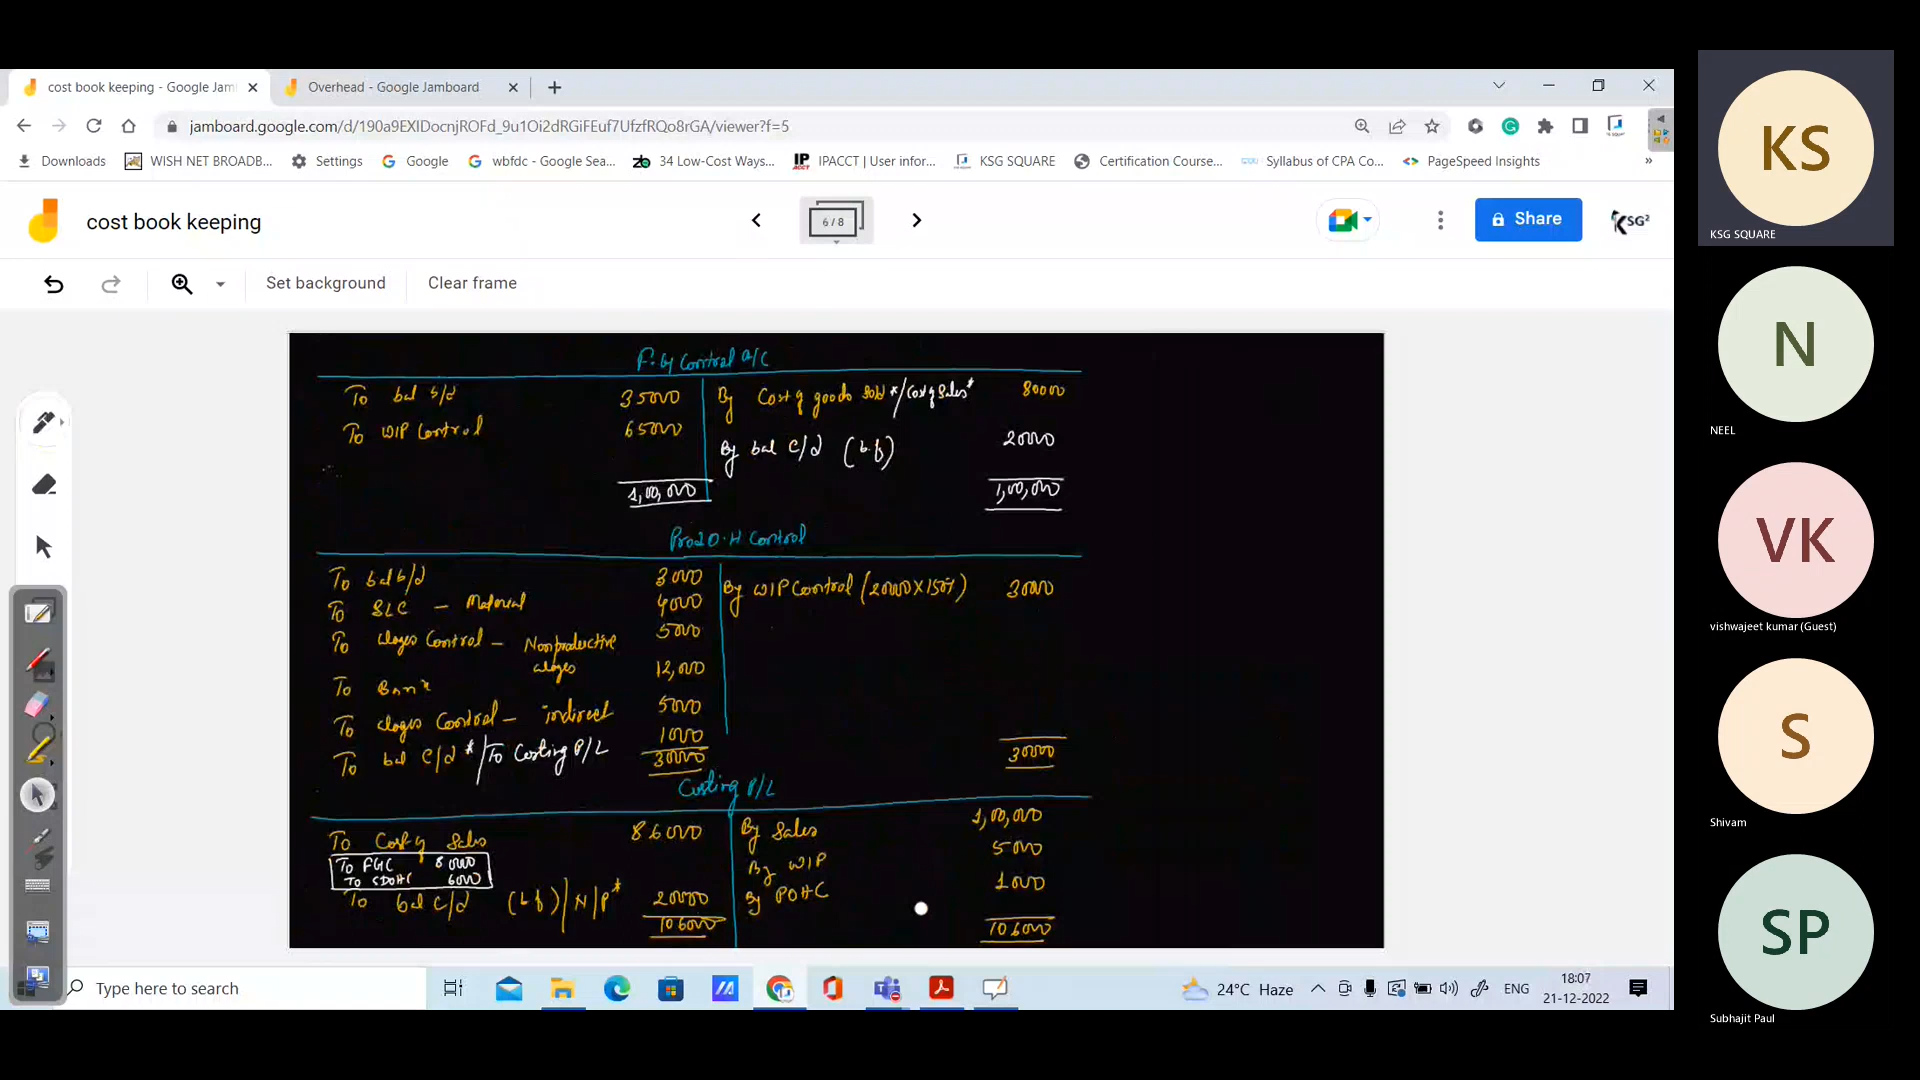 cost book keeping - Google Jam
Overhead - Google Jamboard
jamboard.google.com/d/190a9EXIDocnjROFd_9u1Oi2dRGiFEuf7UfzfRQo8rGA/viewer?f=5
Downloads WISH NET BROADB... Settings Google wbfdc - Google Sea... 34 Low-Cost Ways... IPACCT | User infor... KSG SQUARE Certification Course... Syllabus of CPA Co... PageSpeed Insights »
cost book keeping
6 / 8
Share
KSG²
Set background Clear frame
F.G Control a/c
To bal b/d 35000 By Cost of goods sold */Cost of Sales* 80000
To WIP Control 65000
By bal c/d (b.f) 20000
1,00,000 1,00,000
Prod O.H Control
To bal b/d 3000 By WIP Control (20000X150%) 30000
To SLC - Material 4000
To Wages Control - Nonproductive Wages 5000
To Bank 12,000
To Wages Control - indirect 5000
To bal c/d */To Costing P/L 1000
30000 30000
Costing P/L
To Cost of Sales 86000 By Sales 1,00,000
To FGC 80000
To SDOHC 6000
By WIP 5000
To bal c/d (b.f) / N/P* 20000 By POHC 1000
106000 106000
Type here to search
24°C Haze
ENG
18:07
21-12-2022
KS
KSG SQUARE
N
NEEL
VK
vishwajeet kumar (Guest)
S
Shivam
SP
Subhajit Paul